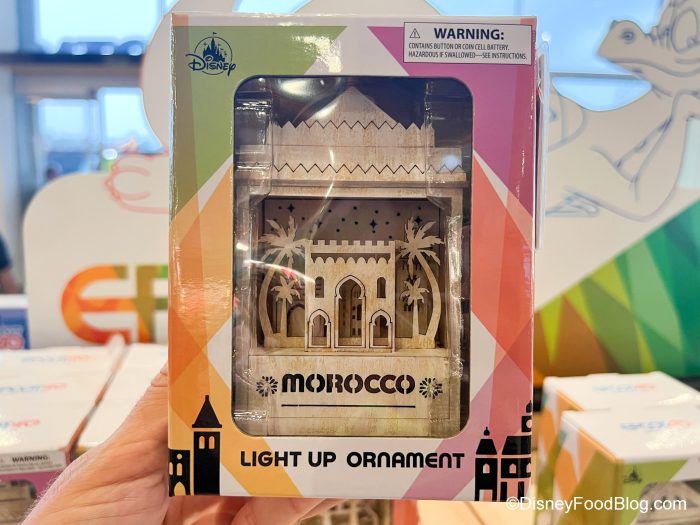 Disney
WARNING:
CONTAINS BUTTON OR COIN CELL BATTERY.
HAZARDOUS IF SWALLOWED—SEE INSTRUCTIONS.
MOROCCO
LIGHT UP ORNAMENT
WARNING:
©DisneyFoodBlog.com